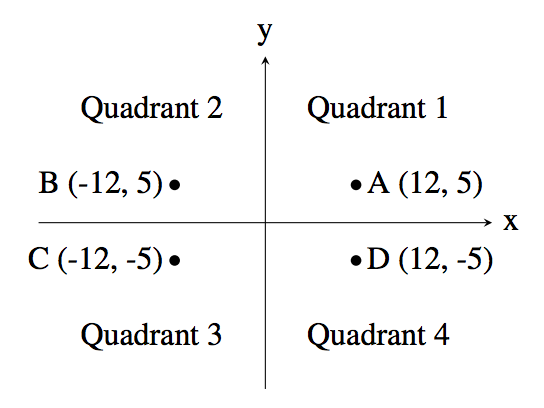 y
Quadrant 2 Quadrant 1
B (-12, 5) A (12, 5)
x
C (-12, -5) D (12, -5)
Quadrant 3 Quadrant 4